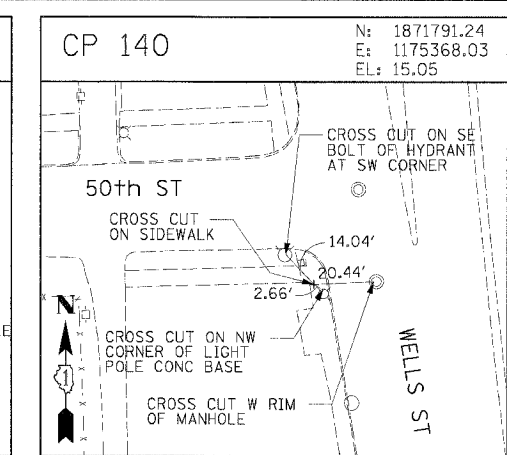 CP 140
N: 1871791.24
E: 1175368.03
EL: 15.05
CROSS CUT ON SE
BOLT OF HYDRANT
AT SW CORNER
50th ST
CROSS CUT
ON SIDEWALK
14.04'
20.44'
2.66'
N
1
CROSS CUT ON NW
CORNER OF LIGHT
POLE CONC BASE
WELLS ST
CROSS CUT W RIM
OF MANHOLE